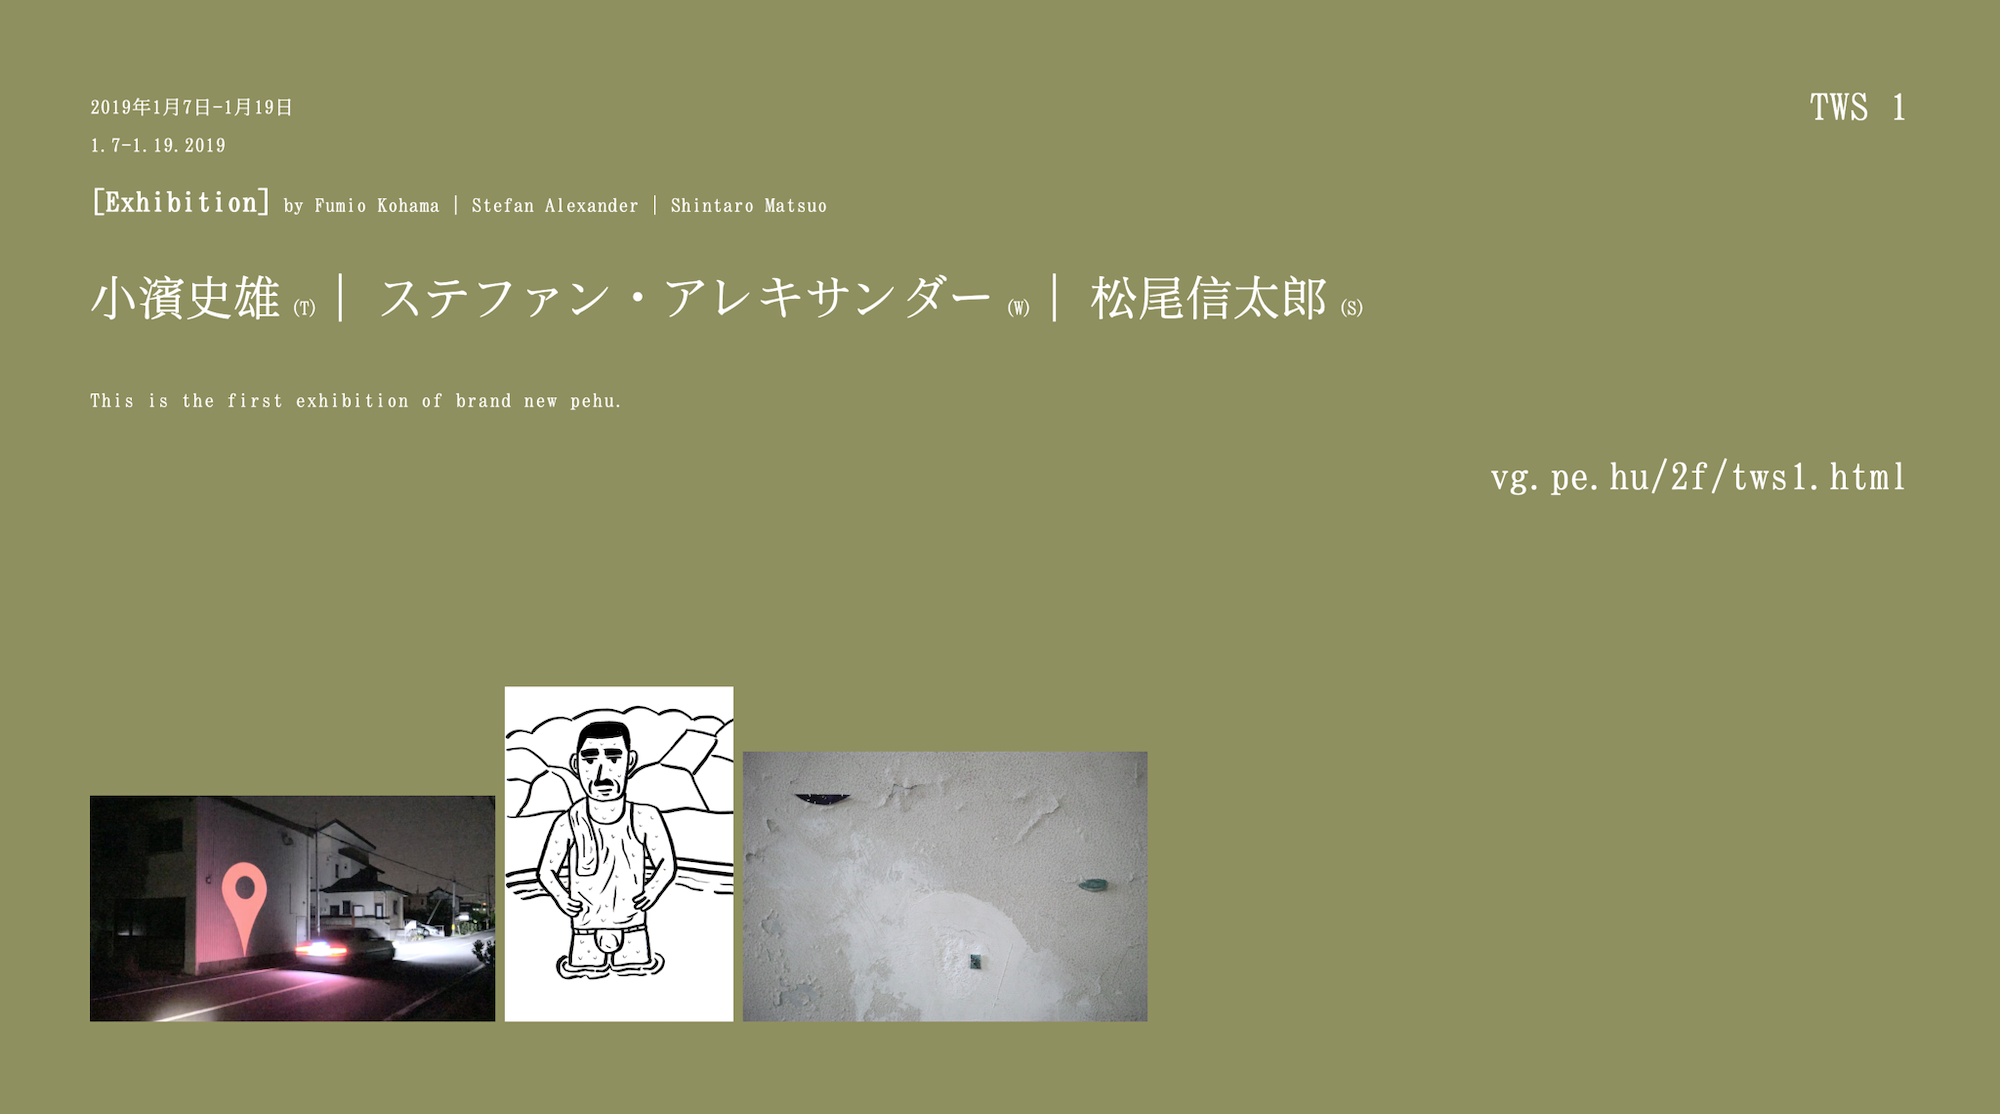 2019年1月7日-1月19日
TWS 1
1.7-1.19.2019
[Exhibition] by Fumio Kohama | Stefan Alexander | Shintaro Matsuo
小濱史雄 (T) | ステファン・アレキサンダー (W) | 松尾信太郎 (S)
This is the first exhibition of brand new pehu.
vg.pe.hu/2f/tws1.html